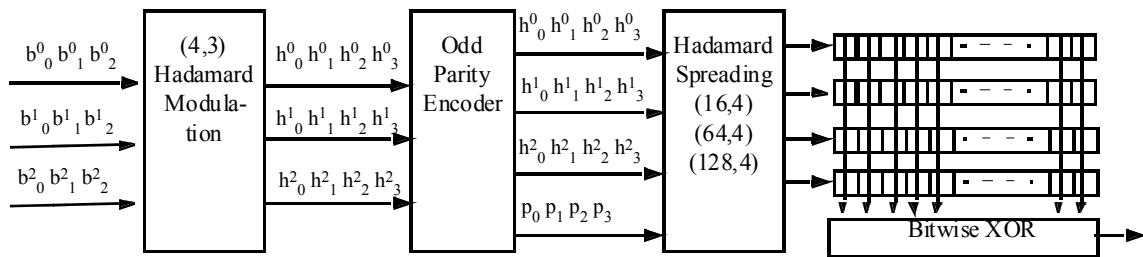 b⁰₀ b⁰₁ b⁰₂
b¹₀ b¹₁ b¹₂
b²₀ b²₁ b²₂
(4,3)
Hadamard
Modula-
tion
h⁰₀ h⁰₁ h⁰₂ h⁰₃
h¹₀ h¹₁ h¹₂ h¹₃
h²₀ h²₁ h²₂ h²₃
Odd
Parity
Encoder
h⁰₀ h⁰₁ h⁰₂ h⁰₃
h¹₀ h¹₁ h¹₂ h¹₃
h²₀ h²₁ h²₂ h²₃
p₀ p₁ p₂ p₃
Hadamard
Spreading
(16,4)
(64,4)
(128,4)
Bitwise XOR